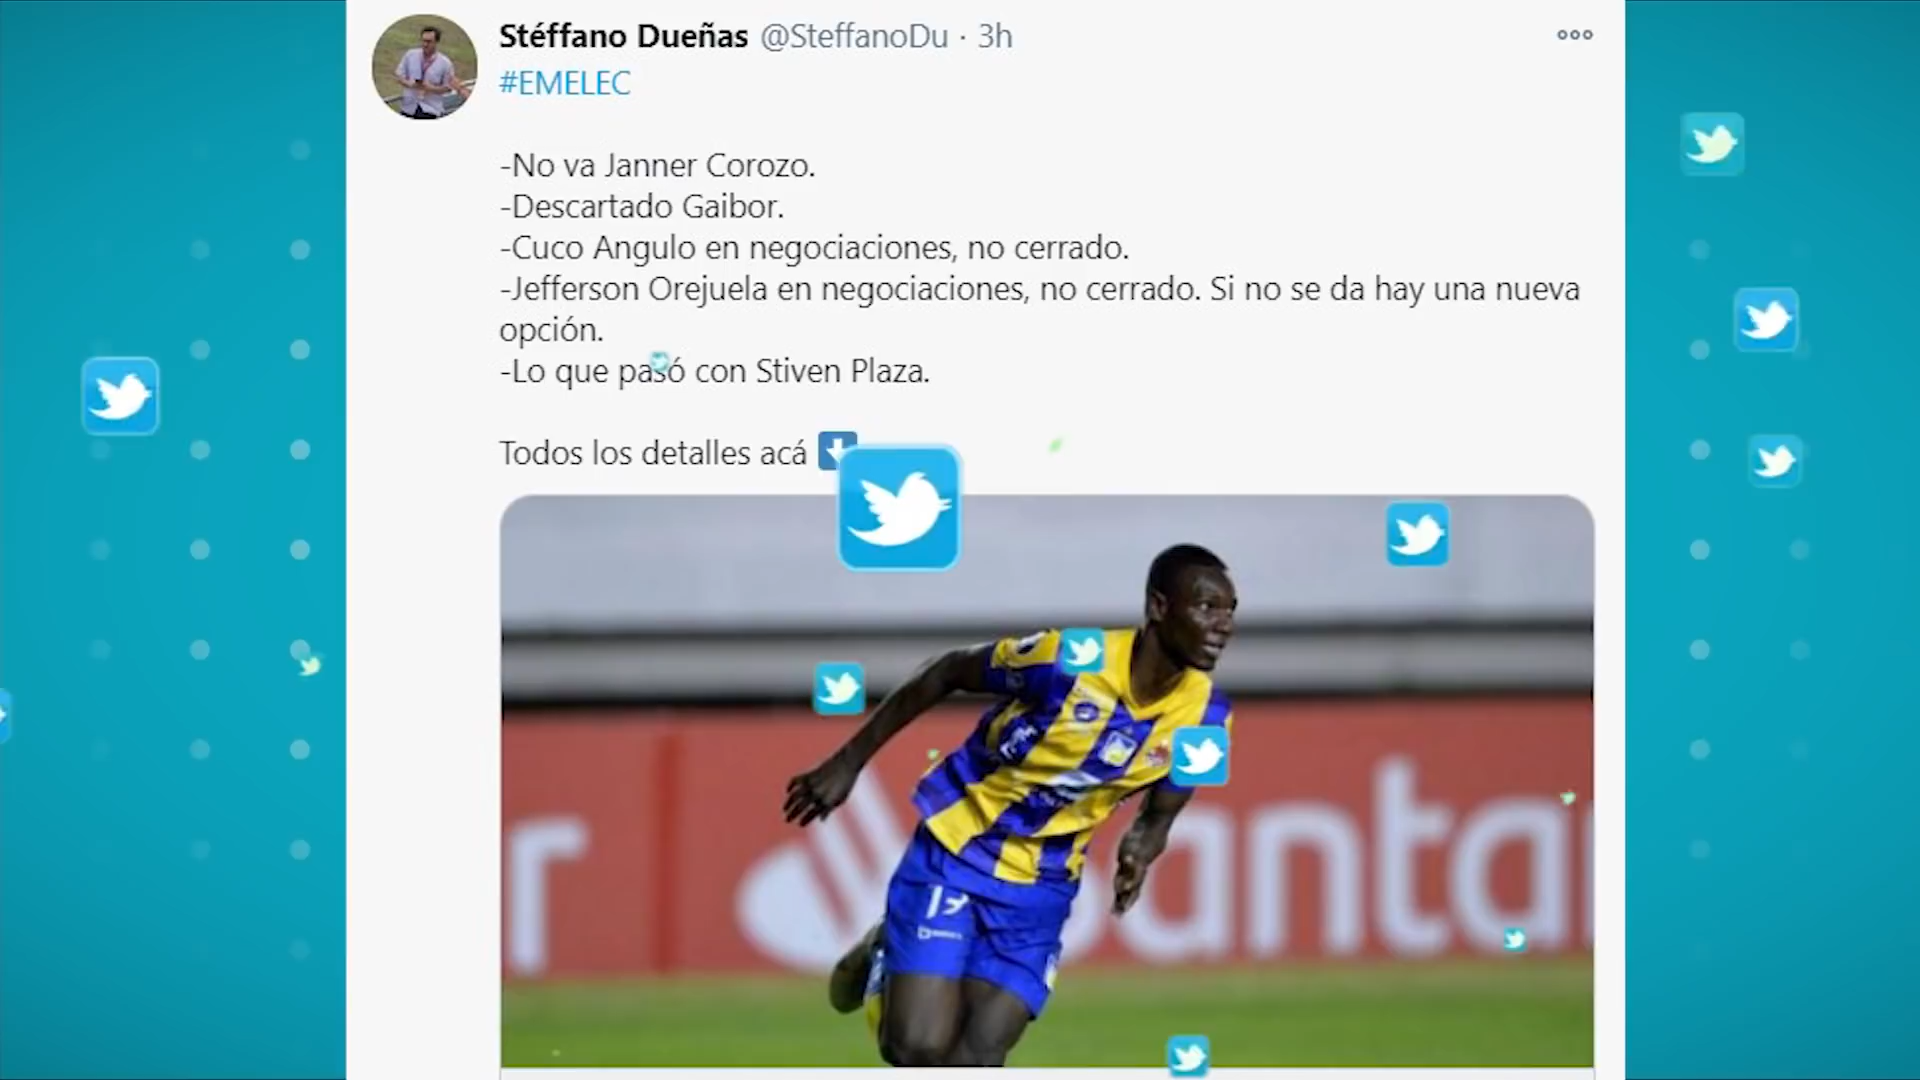 Stéffano Dueñas @SteffanoDu · 3h
#EMELEC
-No va Janner Corozo.
-Descartado Gaibor.
-Cuco Angulo en negociaciones, no cerrado.
-Jefferson Orejuela en negociaciones, no cerrado. Si no se da hay una nueva
opción.
-Lo que pasó con Stiven Plaza.
Todos los detalles acá
r
anta